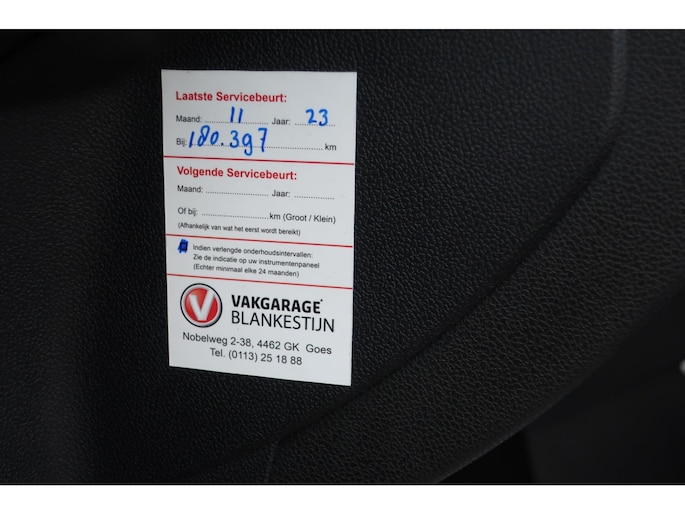 Laatste Servicebeurt:
Maand: 11 Jaar: 23
Bij: 180.397 km
Volgende Servicebeurt:
Maand: ........................ Jaar: ................
Of bij: .........................km (Groot / Klein)
(Afhankelijk van wat het eerst wordt bereikt)
Indien verlengde onderhoudsintervallen:
Zie de indicatie op uw instrumentenpaneel
(Echter minimaal elke 24 maanden)
VAKGARAGE
BLANKESTIJN
Nobelweg 2-38, 4462 GK Goes
Tel. (0113) 25 18 88